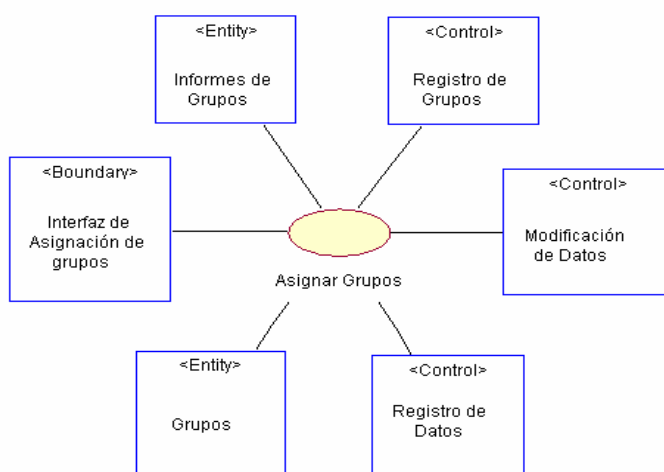 <Entity>
Informes de
Grupos
<Control>
Registro de
Grupos
<Boundary>
Interfaz de
Asignación de
grupos
<Control>
Modificación
de Datos
Asignar Grupos
<Entity>
Grupos
<Control>
Registro de
Datos